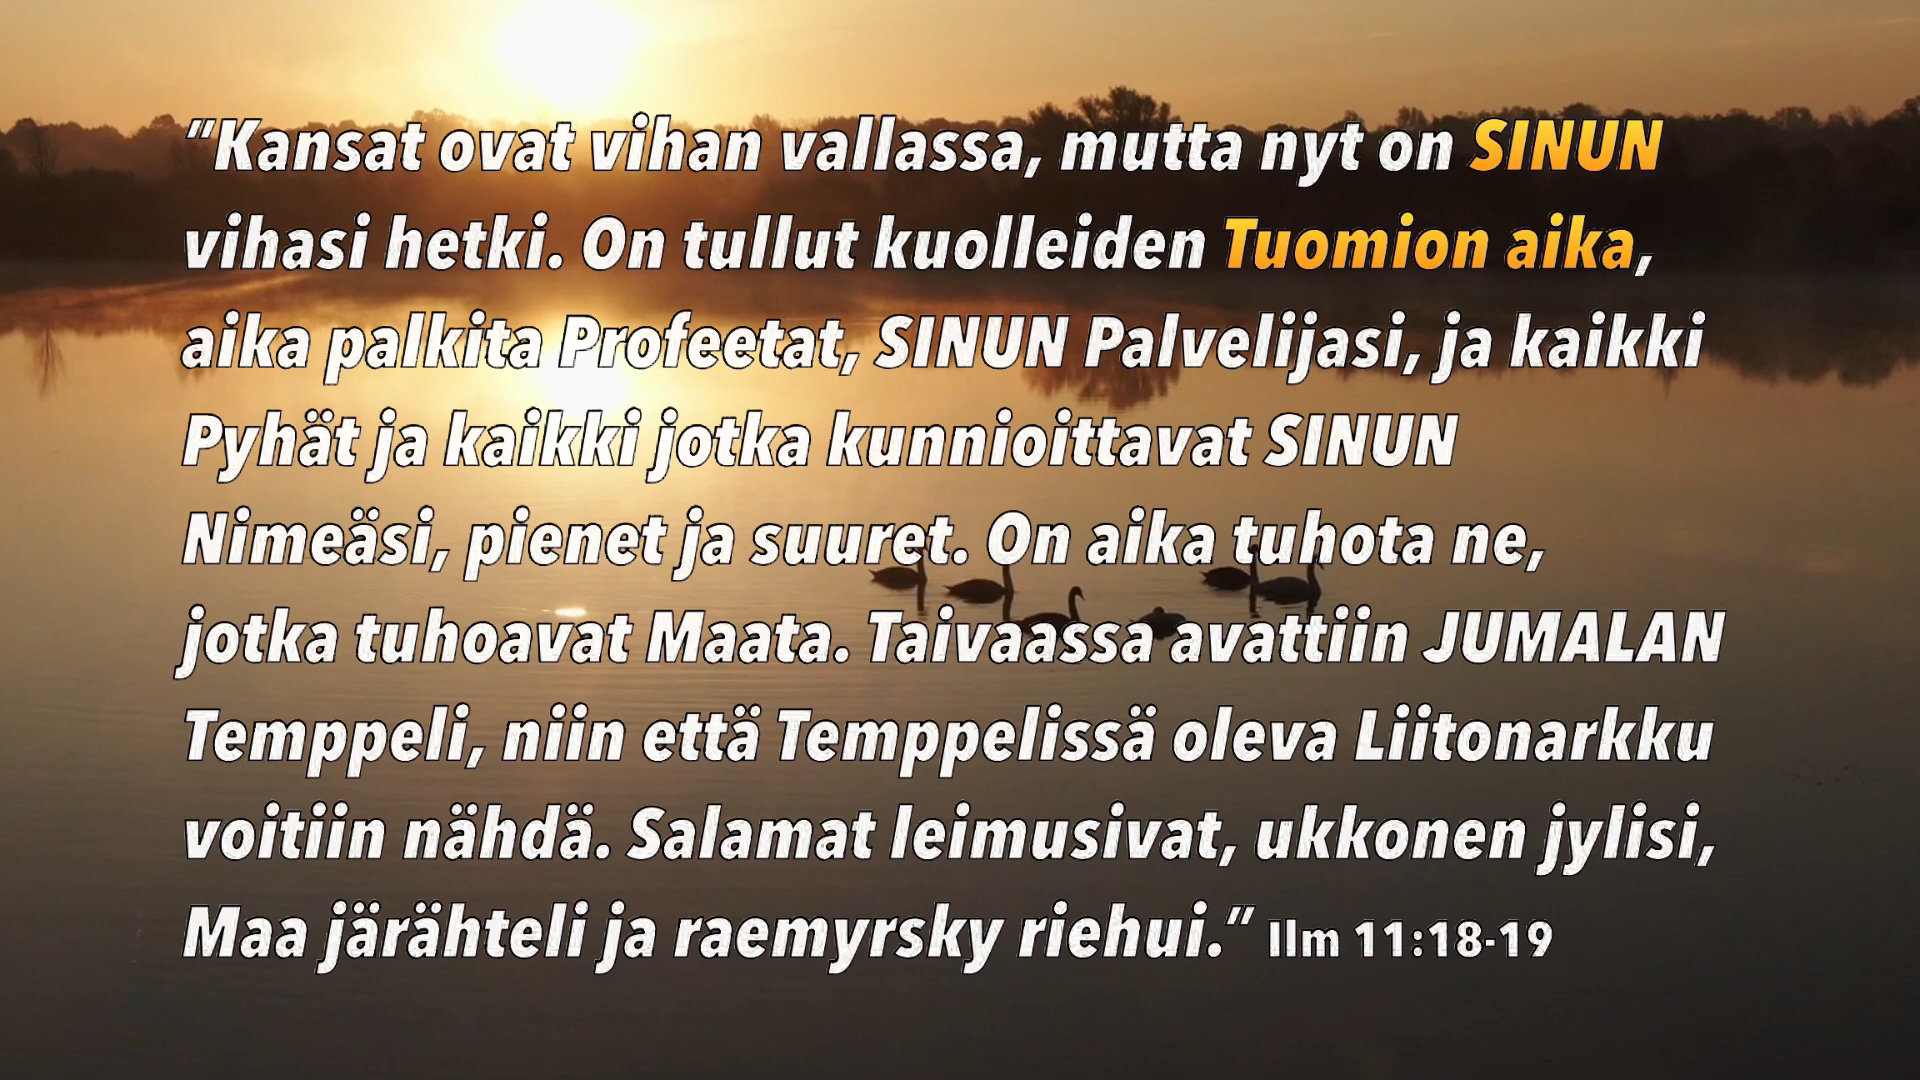 ”Kansat ovat vihan vallassa, mutta nyt on SINUN
vihasi hetki. On tullut kuolleiden Tuomion aika,
aika palkita Profeetat, SINUN Palvelijasi, ja kaikki
Pyhät ja kaikki jotka kunnioittavat SINUN
Nimeäsi, pienet ja suuret. On aika tuhota ne,
jotka tuhoavat Maata. Taivaassa avattiin JUMALAN
Temppeli, niin että Temppelissä oleva Liitonarkku
voitiin nähdä. Salamat leimusivat, ukkonen jylisi,
Maa järähteli ja raemyrsky riehui.” Ilm 11:18-19